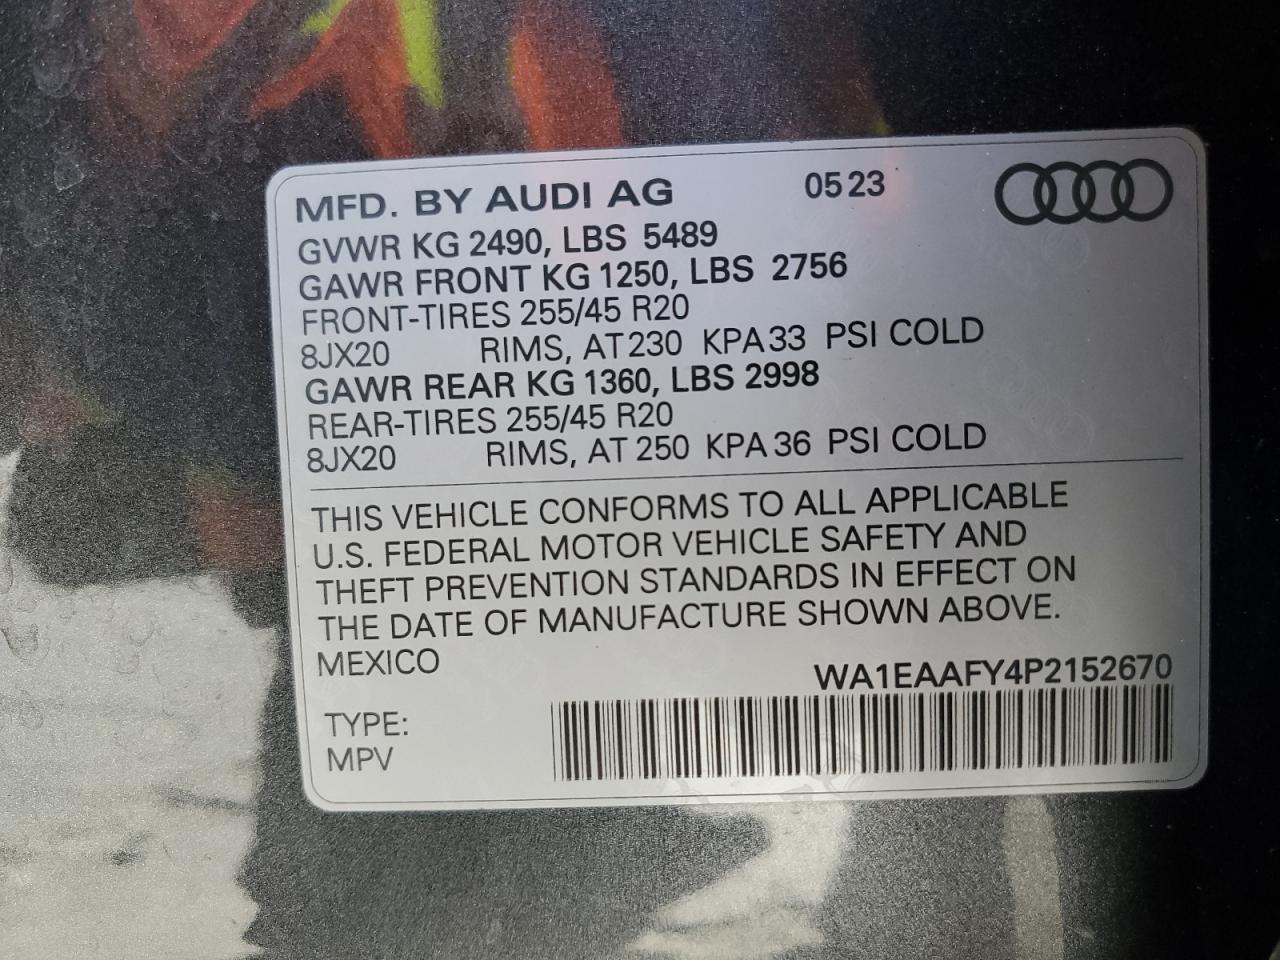 MFD. BY AUDI AG 0523
GVWR KG 2490, LBS 5489
GAWR FRONT KG 1250, LBS 2756
FRONT-TIRES 255/45 R20
8JX20 RIMS, AT 230 KPA 33 PSI COLD
GAWR REAR KG 1360, LBS 2998
REAR-TIRES 255/45 R20
8JX20 RIMS, AT 250 KPA 36 PSI COLD
THIS VEHICLE CONFORMS TO ALL APPLICABLE
U.S. FEDERAL MOTOR VEHICLE SAFETY AND
THEFT PREVENTION STANDARDS IN EFFECT ON
THE DATE OF MANUFACTURE SHOWN ABOVE.
MEXICO
WA1EAAFY4P2152670
TYPE:
MPV